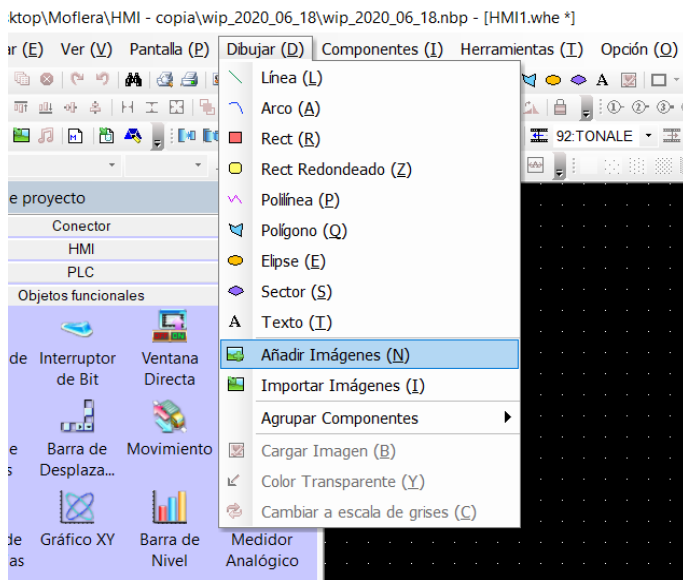 ktop\Moflera\HMI - copia\wip_2020_06_18\wip_2020_06_18.nbp - [HMI1.whe *]
ar (E) Ver (V) Pantalla (P) Dibujar (D) Componentes (I) Herramientas (T) Opción (O)
Línea (L)
Arco (A)
Rect (R)
92:TONALE
Rect Redondeado (Z)
Polilínea (P)
e proyecto
Conector
Polígono (Q)
HMI
Elipse (E)
PLC
Sector (S)
Objetos funcionales
A Texto (T)
Añadir Imágenes (N)
de Interruptor de Bit
Ventana Directa
Importar Imágenes (I)
Agrupar Componentes
e Barra de Desplaza...
s
Movimiento
Cargar Imagen (B)
Color Transparente (Y)
Cambiar a escala de grises (C)
de Gráfico XY
as
Barra de Nivel
Medidor Analógico